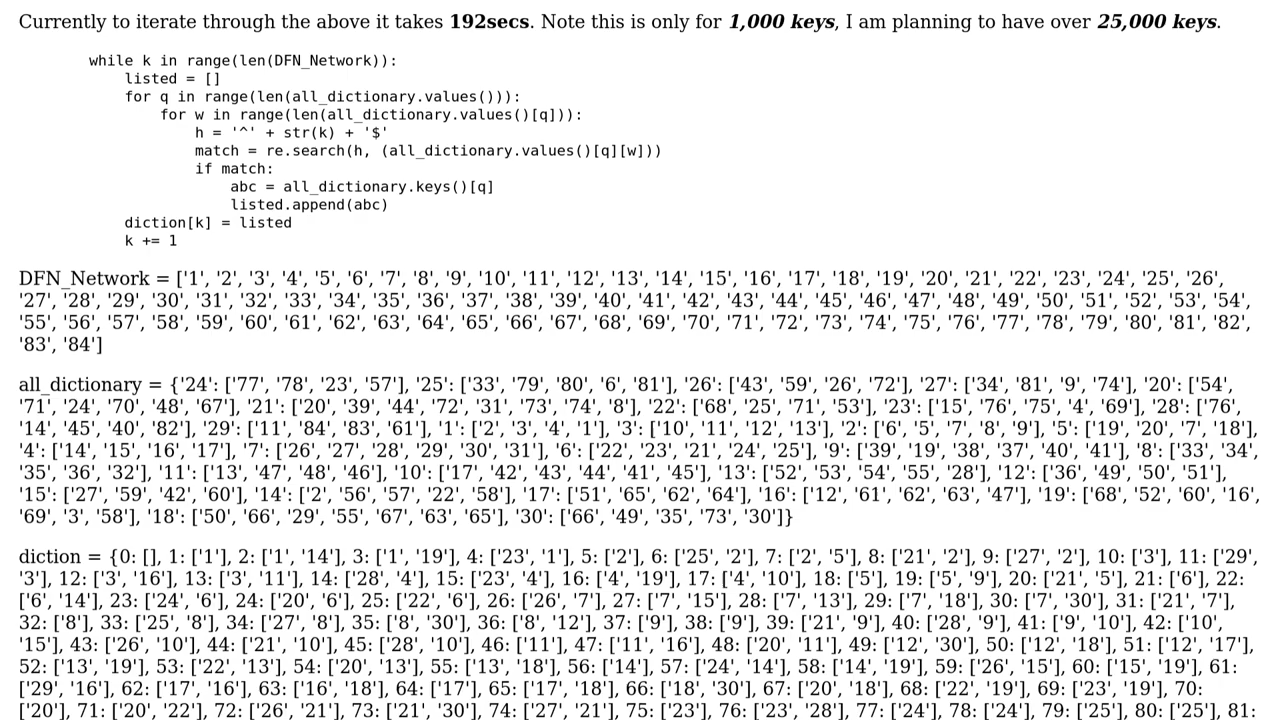 Currently to iterate through the above it takes 192secs. Note this is only for 1,000 keys, I am planning to have over 25,000 keys.
while k in range(len(DFN_Network)):
listed = []
for q in range(len(all_dictionary.values())):
for w in range(len(all_dictionary.values()[q])):
h = '^' + str(k) + '$'
match = re.search(h, (all_dictionary.values()[q][w]))
if match:
abc = all_dictionary.keys()[q]
listed.append(abc)
diction[k] = listed
k += 1
DFN_Network = ['1', '2', '3', '4', '5', '6', '7', '8', '9', '10', '11', '12', '13', '14', '15', '16', '17', '18', '19', '20', '21', '22', '23', '24', '25', '26',
'27', '28', '29', '30', '31', '32', '33', '34', '35', '36', '37', '38', '39', '40', '41', '42', '43', '44', '45', '46', '47', '48', '49', '50', '51', '52', '53', '54',
'55', '56', '57', '58', '59', '60', '61', '62', '63', '64', '65', '66', '67', '68', '69', '70', '71', '72', '73', '74', '75', '76', '77', '78', '79', '80', '81', '82',
'83', '84']
all_dictionary = {'24': ['77', '78', '23', '57'], '25': ['33', '79', '80', '6', '81'], '26': ['43', '59', '26', '72'], '27': ['34', '81', '9', '74'], '20': ['54',
'71', '24', '70', '48', '67'], '21': ['20', '39', '44', '72', '31', '73', '74', '8'], '22': ['68', '25', '71', '53'], '23': ['15', '76', '75', '4', '69'], '28': ['76',
'14', '45', '40', '82'], '29': ['11', '84', '83', '61'], '1': ['2', '3', '4', '1'], '3': ['10', '11', '12', '13'], '2': ['6', '5', '7', '8', '9'], '5': ['19', '20', '7', '18'],
'4': ['14', '15', '16', '17'], '7': ['26', '27', '28', '29', '30', '31'], '6': ['22', '23', '21', '24', '25'], '9': ['39', '19', '38', '37', '40', '41'], '8': ['33', '34',
'35', '36', '32'], '11': ['13', '47', '48', '46'], '10': ['17', '42', '43', '44', '41', '45'], '13': ['52', '53', '54', '55', '28'], '12': ['36', '49', '50', '51'],
'15': ['27', '59', '42', '60'], '14': ['2', '56', '57', '22', '58'], '17': ['51', '65', '62', '64'], '16': ['12', '61', '62', '63', '47'], '19': ['68', '52', '60', '16',
'69', '3', '58'], '18': ['50', '66', '29', '55', '67', '63', '65'], '30': ['66', '49', '35', '73', '30']}
diction = {0: [], 1: ['1'], 2: ['1', '14'], 3: ['1', '19'], 4: ['23', '1'], 5: ['2'], 6: ['25', '2'], 7: ['2', '5'], 8: ['21', '2'], 9: ['27', '2'], 10: ['3'], 11: ['29',
'3'], 12: ['3', '16'], 13: ['3', '11'], 14: ['28', '4'], 15: ['23', '4'], 16: ['4', '19'], 17: ['4', '10'], 18: ['5'], 19: ['5', '9'], 20: ['21', '5'], 21: ['6'], 22:
['6', '14'], 23: ['24', '6'], 24: ['20', '6'], 25: ['22', '6'], 26: ['26', '7'], 27: ['7', '15'], 28: ['7', '13'], 29: ['7', '18'], 30: ['7', '30'], 31: ['21', '7'],
32: ['8'], 33: ['25', '8'], 34: ['27', '8'], 35: ['8', '30'], 36: ['8', '12'], 37: ['9'], 38: ['9'], 39: ['21', '9'], 40: ['28', '9'], 41: ['9', '10'], 42: ['10',
'15'], 43: ['26', '10'], 44: ['21', '10'], 45: ['28', '10'], 46: ['11'], 47: ['11', '16'], 48: ['20', '11'], 49: ['12', '30'], 50: ['12', '18'], 51: ['12', '17'],
52: ['13', '19'], 53: ['22', '13'], 54: ['20', '13'], 55: ['13', '18'], 56: ['14'], 57: ['24', '14'], 58: ['14', '19'], 59: ['26', '15'], 60: ['15', '19'], 61:
['29', '16'], 62: ['17', '16'], 63: ['16', '18'], 64: ['17'], 65: ['17', '18'], 66: ['18', '30'], 67: ['20', '18'], 68: ['22', '19'], 69: ['23', '19'], 70:
['20'], 71: ['20', '22'], 72: ['26', '21'], 73: ['21', '30'], 74: ['27', '21'], 75: ['23'], 76: ['23', '28'], 77: ['24'], 78: ['24'], 79: ['25'], 80: ['25'], 81: